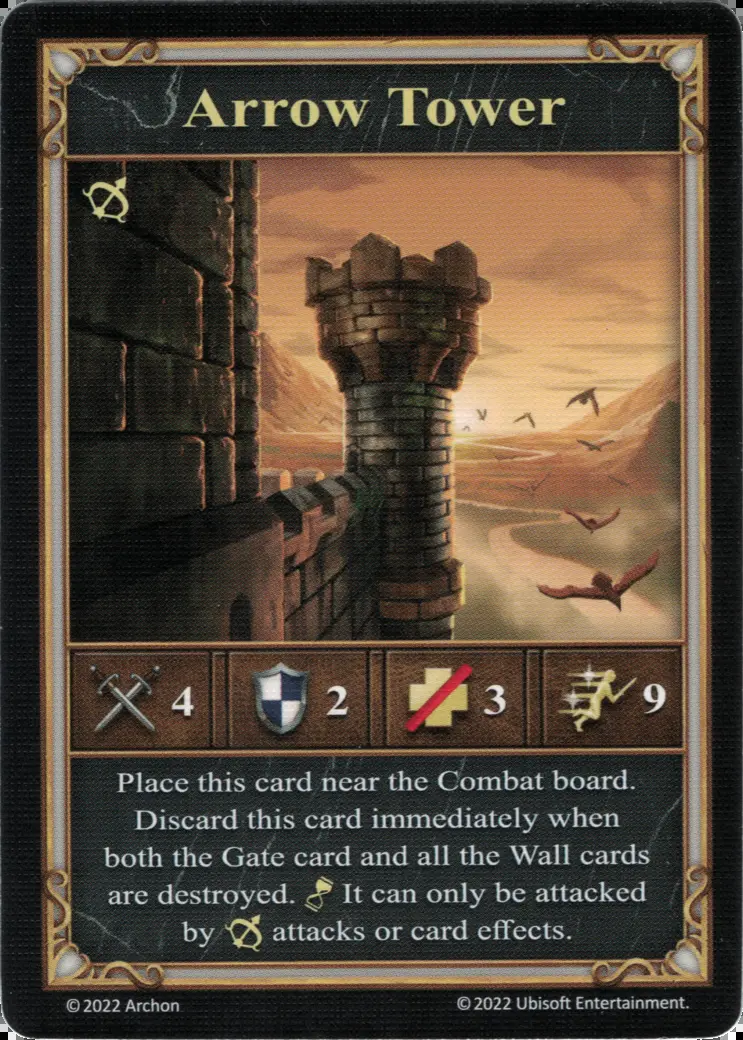 Arrow Tower
4 2 3 9
Place this card near the Combat board.
Discard this card immediately when
both the Gate card and all the Wall cards
are destroyed. It can only be attacked
by attacks or card effects.
©2022 Archon ©2022 Ubisoft Entertainment.